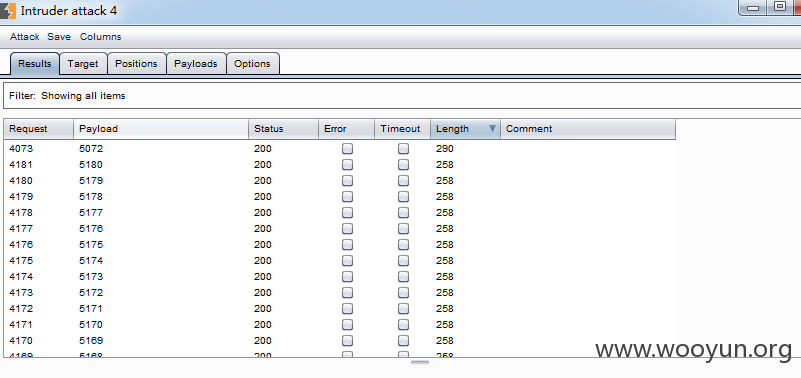 Intruder attack 4
Attack Save Columns
Results Target Positions Payloads Options
Filter: Showing all items
Request Payload Status Error Timeout Length Comment
4073 5072 200 290
4181 5180 200 258
4180 5179 200 258
4179 5178 200 258
4178 5177 200 258
4177 5176 200 258
4176 5175 200 258
4175 5174 200 258
4174 5173 200 258
4173 5172 200 258
4172 5171 200 258
4171 5170 200 258
4170 5169 200 258
4169 5168 200 258
www.wooyun.org